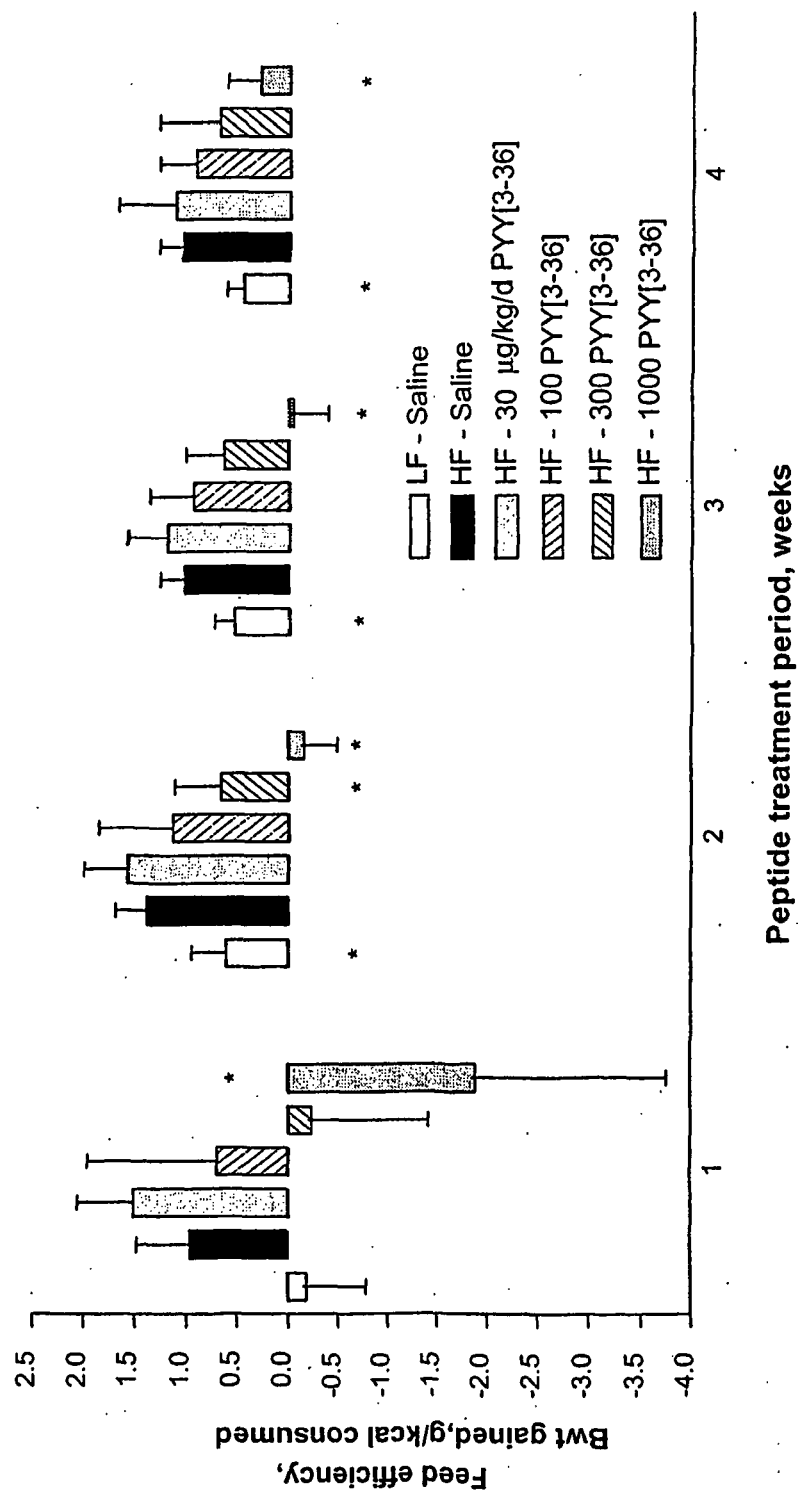 Feed efficiency,
Bwt gained,g/kcal consumed
2.5
2.0
1.5
1.0
0.5
0.0
-0.5
-1.0
-1.5
-2.0
-2.5
-3.0
-3.5
-4.0
*
*
*
*
*
*
*
*
LF - Saline
HF - Saline
HF - 30 µg/kg/d PYY[3-36]
HF - 100 PYY[3-36]
HF - 300 PYY[3-36]
HF - 1000 PYY[3-36]
1 2 3 4
Peptide treatment period, weeks